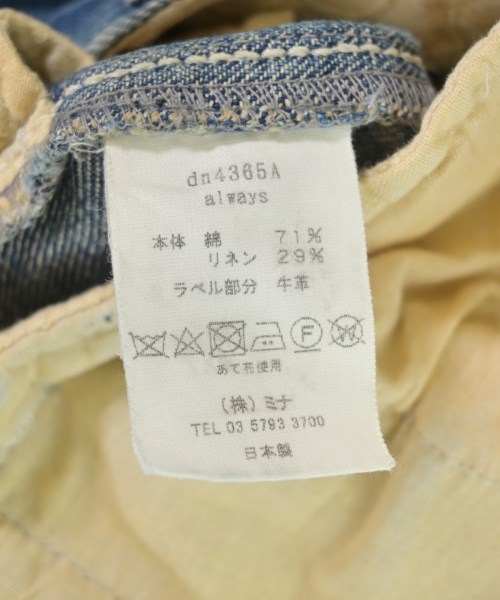 dn4365A
always
本体 綿 71%
リネン 29%
ラベル部分 牛革
F W
あて布使用
(株)ミナ
TEL 03 5793 3700
日本製